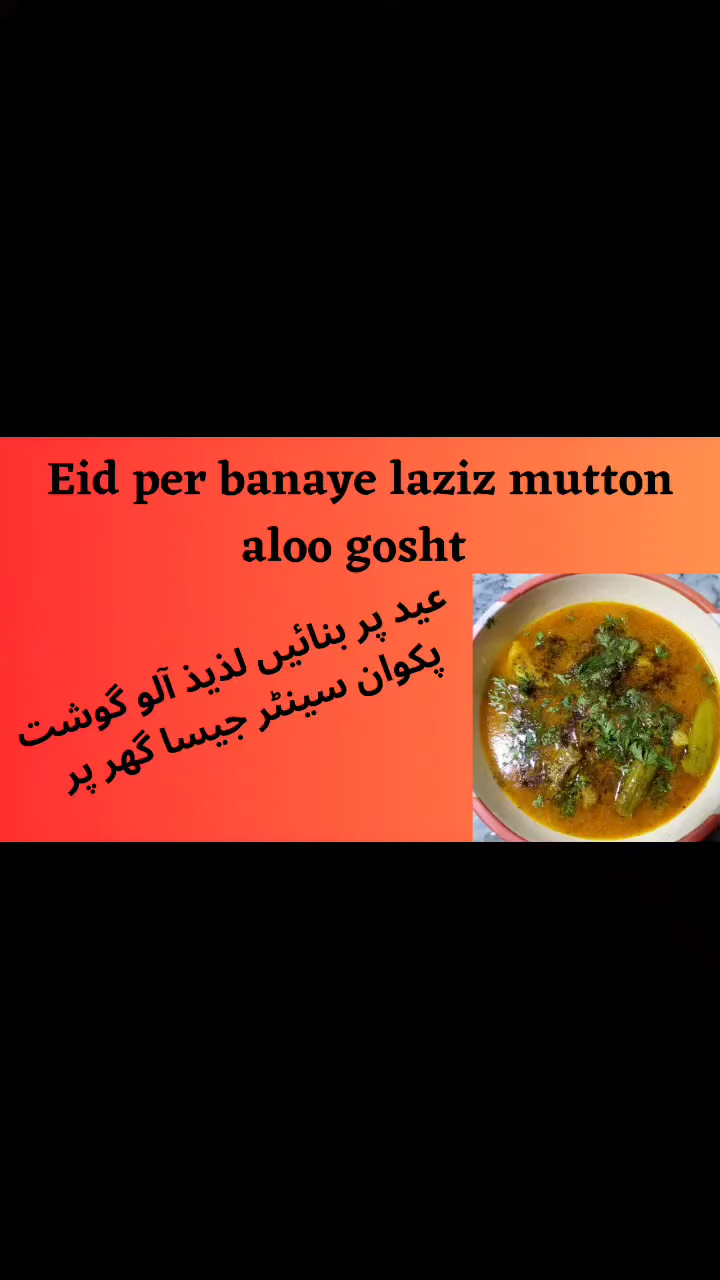 Eid per banaye laziz mutton
aloo gosht
عید پر بنائیں لذیذ آلو گوشت
پکوان سینٹر جیسا گھر پر